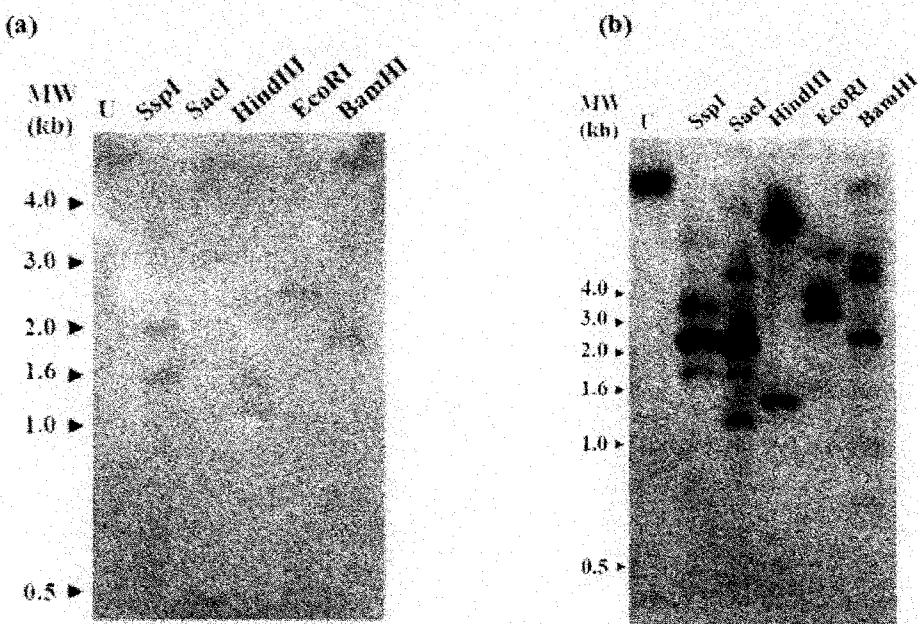 (a)
MW
(kb)
U SspI SacI HindIII EcoRI BamHI
4.0
3.0
2.0
1.6
1.0
0.5
(b)
MW
(kb)
U SspI SacI HindIII EcoRI BamHI
4.0
3.0
2.0
1.6
1.0
0.5